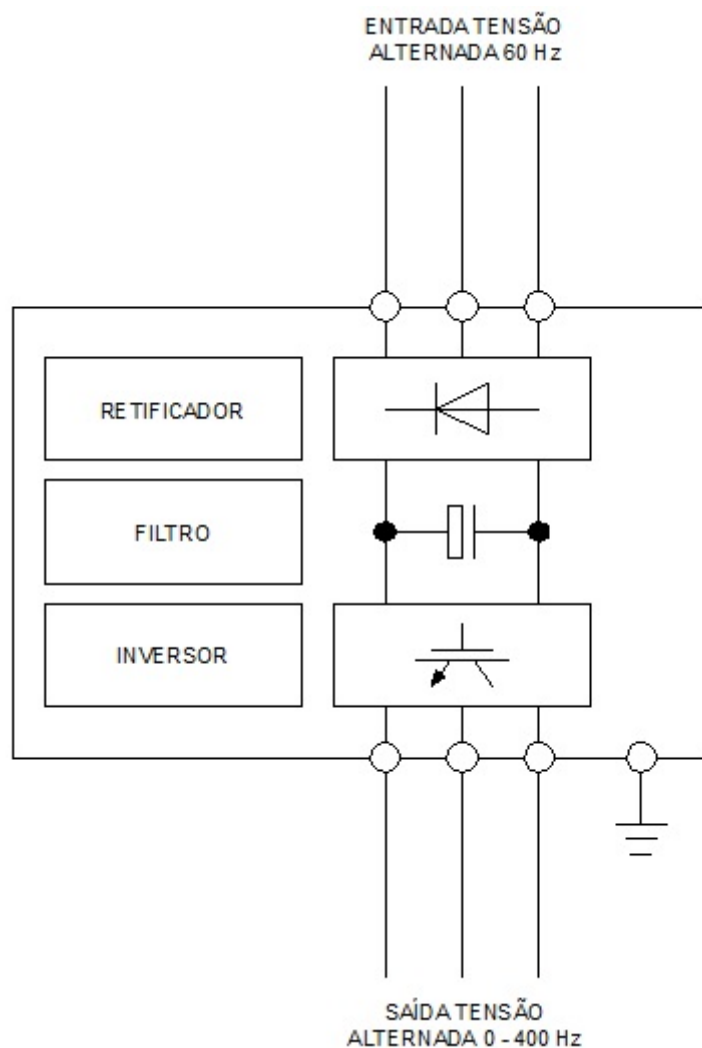 ENTRADA TENSÃO
ALTERNADA 60 Hz
RETIFICADOR
FILTRO
INVERSOR
SAÍDA TENSÃO
ALTERNADA 0 - 400 Hz